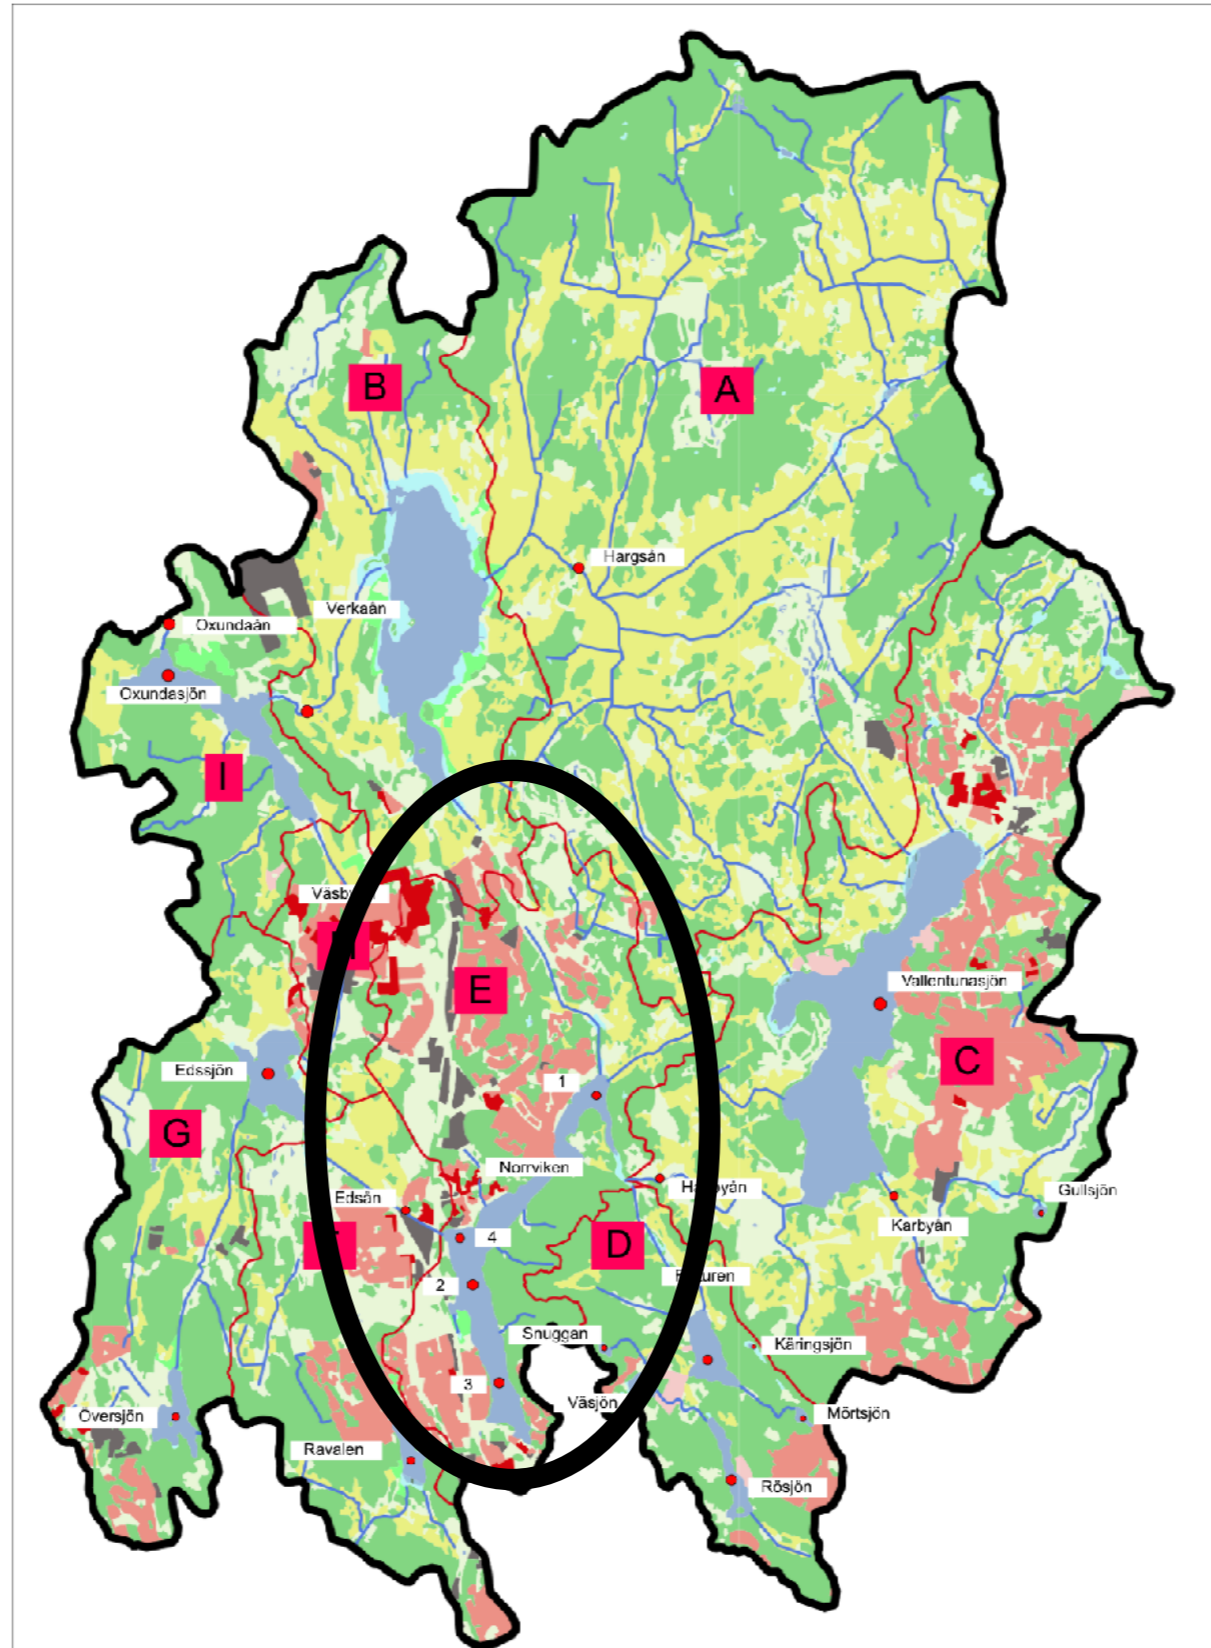 B
A
Hargsån
Verkaån
Oxundaån
Oxundasjön
I
E
Vallentunasjön
C
Edssjön
1
G
Norrviken
Gullsjön
Edsån
Karbyån
4
D
2
Snuggan
Käringsjön
3
Väsjön
Mörtsjön
Översjön
Ravalen
Rösjön